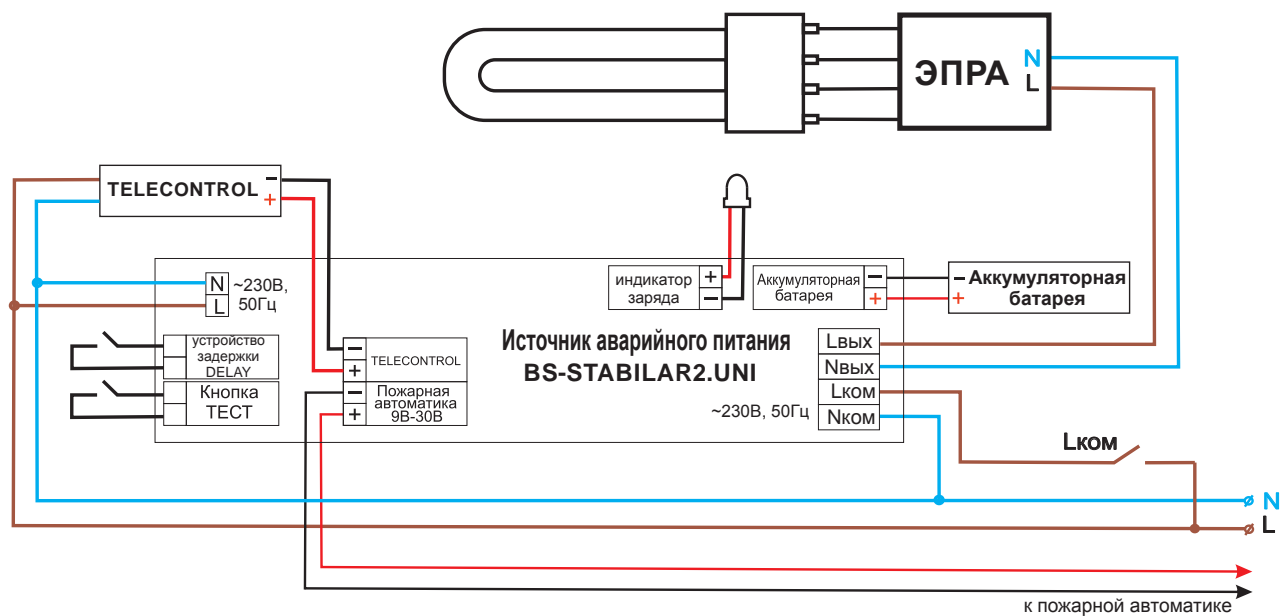 ЭПРА
N
L
TELECONTROL
−
+
N
L
~230В,
50Гц
индикатор
заряда
+
−
Аккумуляторная
батарея
−
+
−
+
Аккумуляторная
батарея
устройство
задержки
DELAY
Кнопка
ТЕСТ
−
+
TELECONTROL
−
+
Пожарная
автоматика
9В-30В
Источник аварийного питания
BS-STABILAR2.UNI
~230В, 50Гц
Lвых
Nвых
Lком
Nком
Lком
N
L
к пожарной автоматике